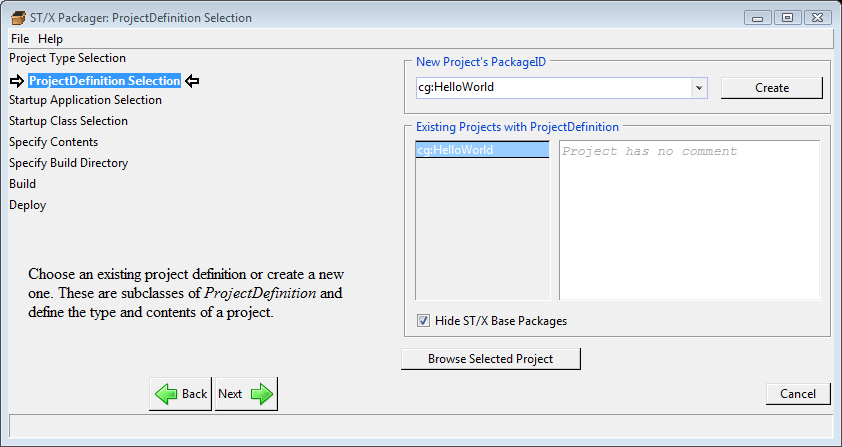 ST/X Packager: ProjectDefinition Selection
File Help
Project Type Selection
ProjectDefinition Selection
Startup Application Selection
Startup Class Selection
Specify Contents
Specify Build Directory
Build
Deploy
Choose an existing project definition or create a new
one. These are subclasses of ProjectDefinition and
define the type and contents of a project.
Back Next
New Project's PackageID
cg:HelloWorld
Create
Existing Projects with ProjectDefinition
cg:HelloWorld
Project has no comment
Hide ST/X Base Packages
Browse Selected Project
Cancel